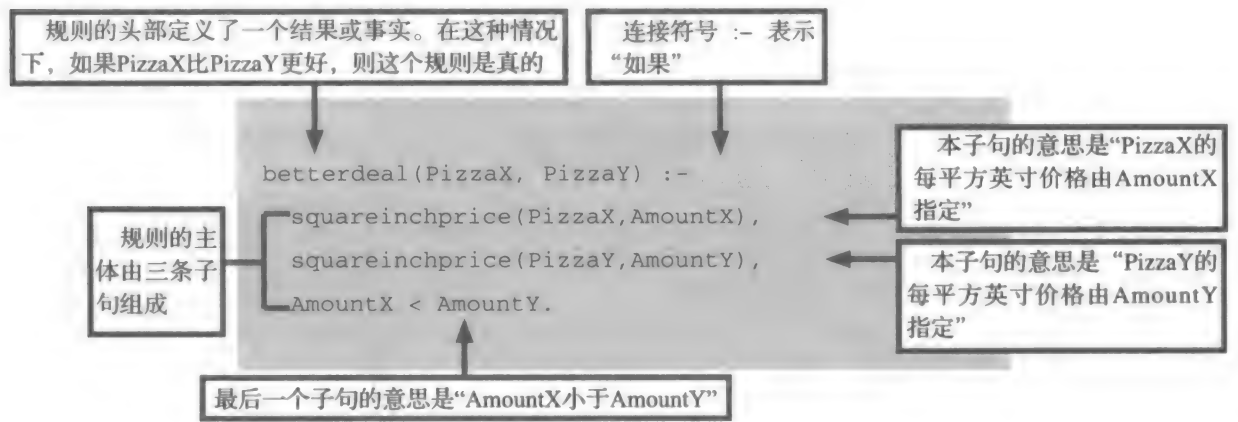 规则的头部定义了一个结果或事实。在这种情况
下，如果PizzaX比PizzaY更好，则这个规则是真的
连接符号 :- 表示
“如果”
betterdeal(PizzaX, PizzaY) :-
squareinchprice(PizzaX,AmountX),
squareinchprice(PizzaY,AmountY),
AmountX < AmountY.
本子句的意思是“PizzaX的
每平方英寸价格由AmountX
指定”
本子句的意思是 “PizzaY的
每平方英寸价格由AmountY
指定”
规则的主
体由三条子
句组成
最后一个子句的意思是“AmountX小于AmountY”